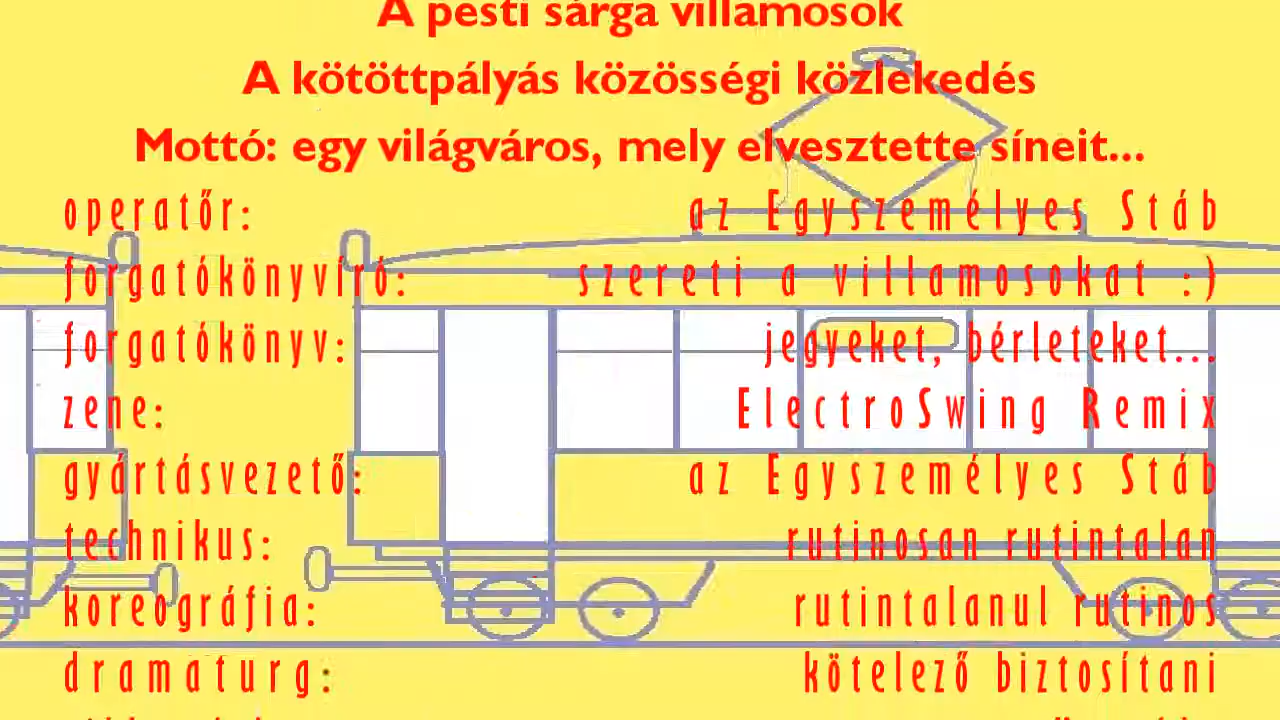 A pesti sárga villamosok
A kötöttpályás közösségi közlekedés
Mottó: egy világváros, mely elvesztette síneit...
operatőr: az Egyszemélyes Stáb
forgatókönyvíró: szereti a villamosokat :)
forgatókönyv: jegyeket, bérleteket...
zene: ElectroSwing Remix
gyártásvezető: az Egyszemélyes Stáb
technikus: rutinosan rutintalan
koreográfia: rutintalanul rutinos
dramaturg: kötelező biztosítani